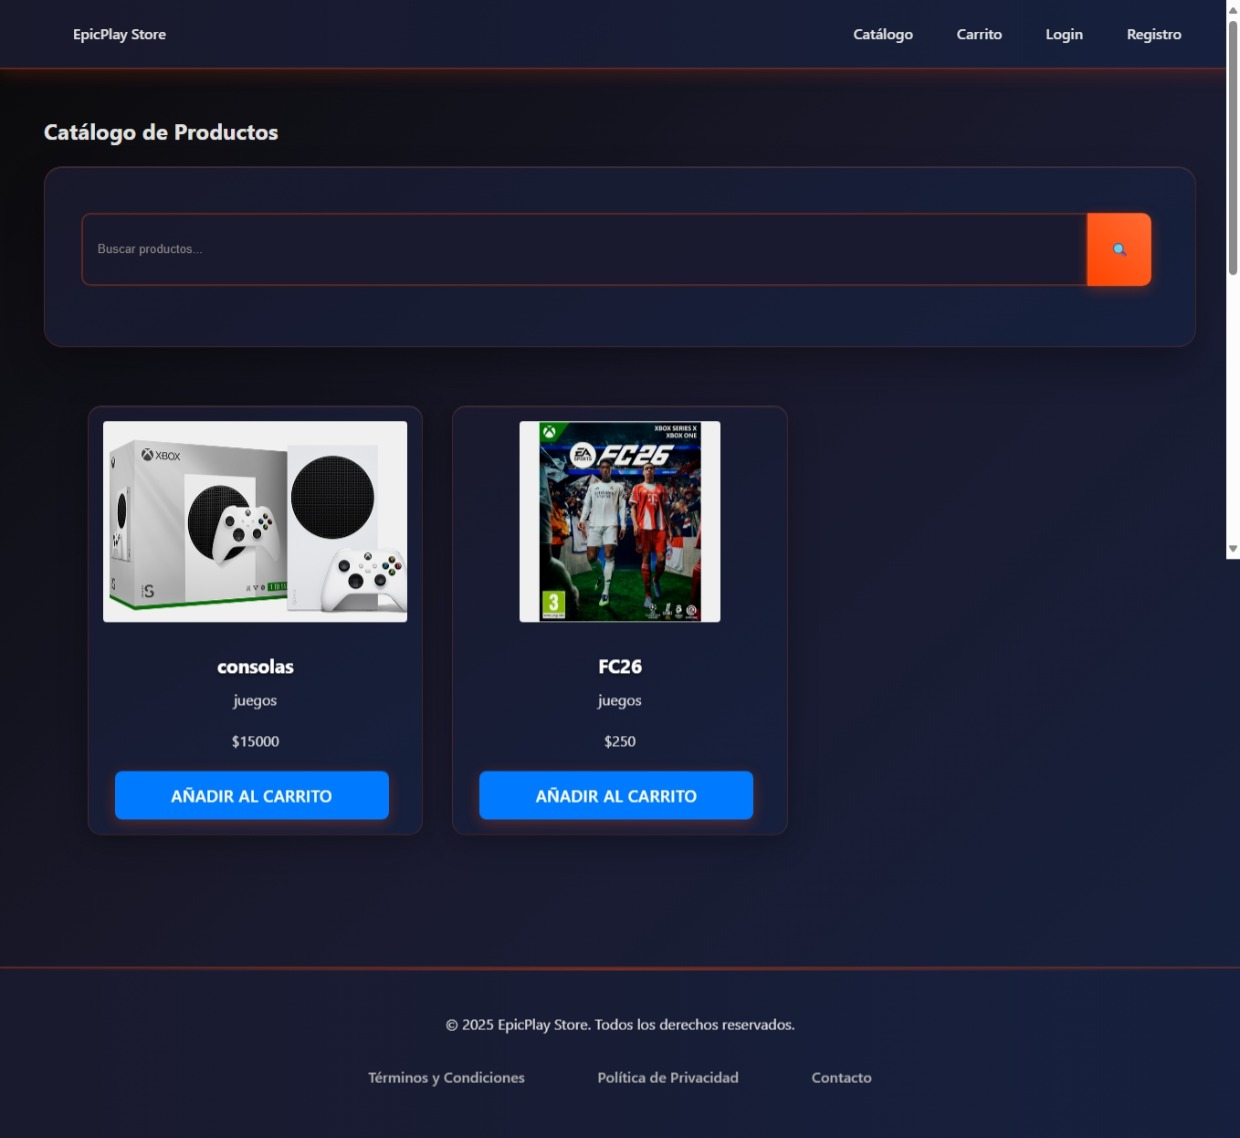 EpicPlay Store
Catálogo
Carrito
Login
Registro
Catálogo de Productos
Buscar productos...
XBOX
S
XBOX SERIES X
XBOX ONE
EA
SPORTS
FC26
3
consolas
juegos
$15000
AÑADIR AL CARRITO
FC26
juegos
$250
AÑADIR AL CARRITO
© 2025 EpicPlay Store. Todos los derechos reservados.
Términos y Condiciones
Política de Privacidad
Contacto